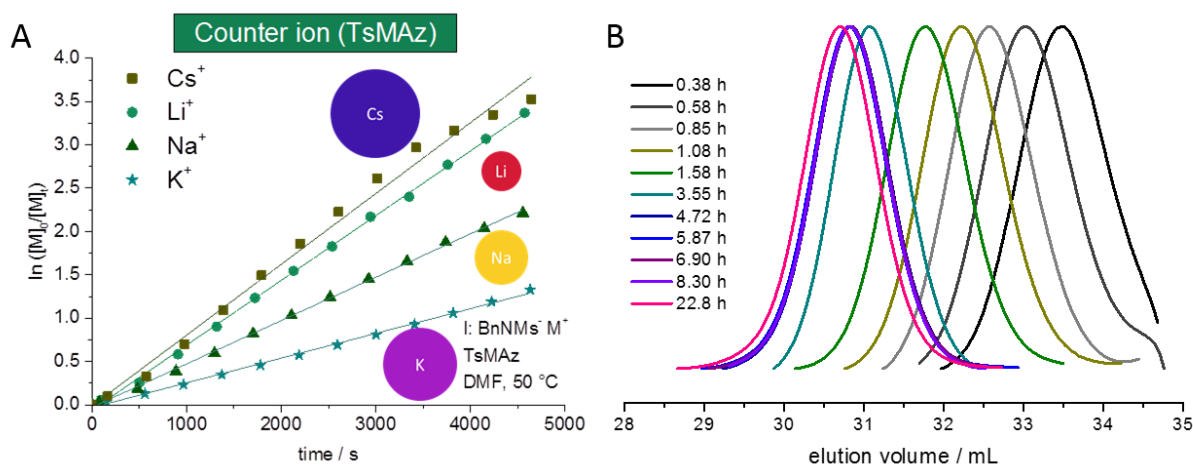 A
Counter ion (TsMAz)
4.0
3.5
3.0
2.5
2.0
1.5
1.0
0.5
0.0
ln ([M]₀/[M]ₜ)
Cs⁺
Li⁺
Na⁺
K⁺
Cs
Li
Na
K
I: BnNMs⁻ M⁺
TsMAz
DMF, 50 °C
0 1000 2000 3000 4000 5000
time / s
B
0.38 h
0.58 h
0.85 h
1.08 h
1.58 h
3.55 h
4.72 h
5.87 h
6.90 h
8.30 h
22.8 h
28 29 30 31 32 33 34 35
elution volume / mL